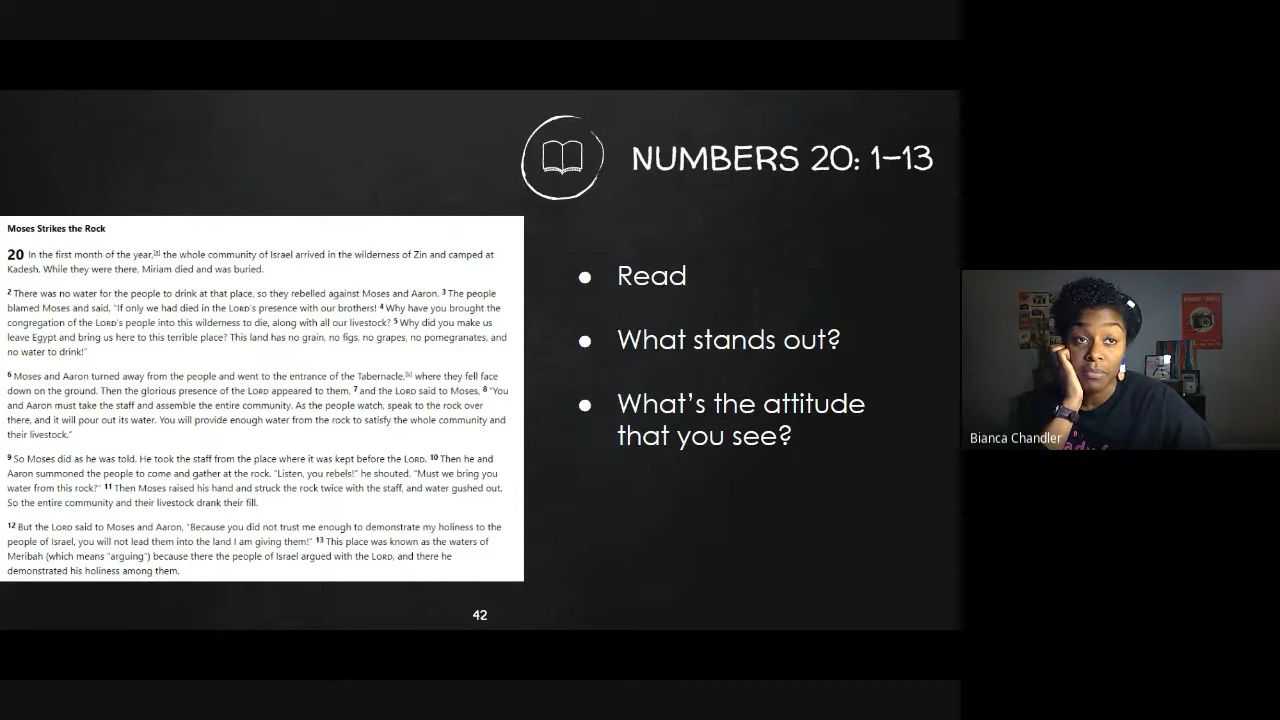 NUMBERS 20: 1–13
Moses Strikes the Rock
20 In the first month of the year,[a] the whole community of Israel arrived in the wilderness of Zin and camped at
Kadesh. While they were there, Miriam died and was buried.
2 There was no water for the people to drink at that place, so they rebelled against Moses and Aaron. 3 The people
blamed Moses and said, "If only we had died in the LORD's presence with our brothers! 4 Why have you brought the
congregation of the LORD's people into this wilderness to die, along with all our livestock? 5 Why did you make us
leave Egypt and bring us here to this terrible place? This land has no grain, no figs, no grapes, no pomegranates, and
no water to drink!"
6 Moses and Aaron turned away from the people and went to the entrance of the Tabernacle,[b] where they fell face
down on the ground. Then the glorious presence of the LORD appeared to them, 7 and the LORD said to Moses, 8 "You
and Aaron must take the staff and assemble the entire community. As the people watch, speak to the rock over
there, and it will pour out its water. You will provide enough water from the rock to satisfy the whole community and
their livestock."
9 So Moses did as he was told. He took the staff from the place where it was kept before the LORD. 10 Then he and
Aaron summoned the people to come and gather at the rock. "Listen, you rebels!" he shouted. "Must we bring you
water from this rock?" 11 Then Moses raised his hand and struck the rock twice with the staff, and water gushed out.
So the entire community and their livestock drank their fill.
12 But the LORD said to Moses and Aaron, "Because you did not trust me enough to demonstrate my holiness to the
people of Israel, you will not lead them into the land I am giving them!" 13 This place was known as the waters of
Meribah (which means "arguing") because there the people of Israel argued with the LORD, and there he
demonstrated his holiness among them.
● Read
● What stands out?
● What's the attitude
that you see?
42
Bianca Chandler